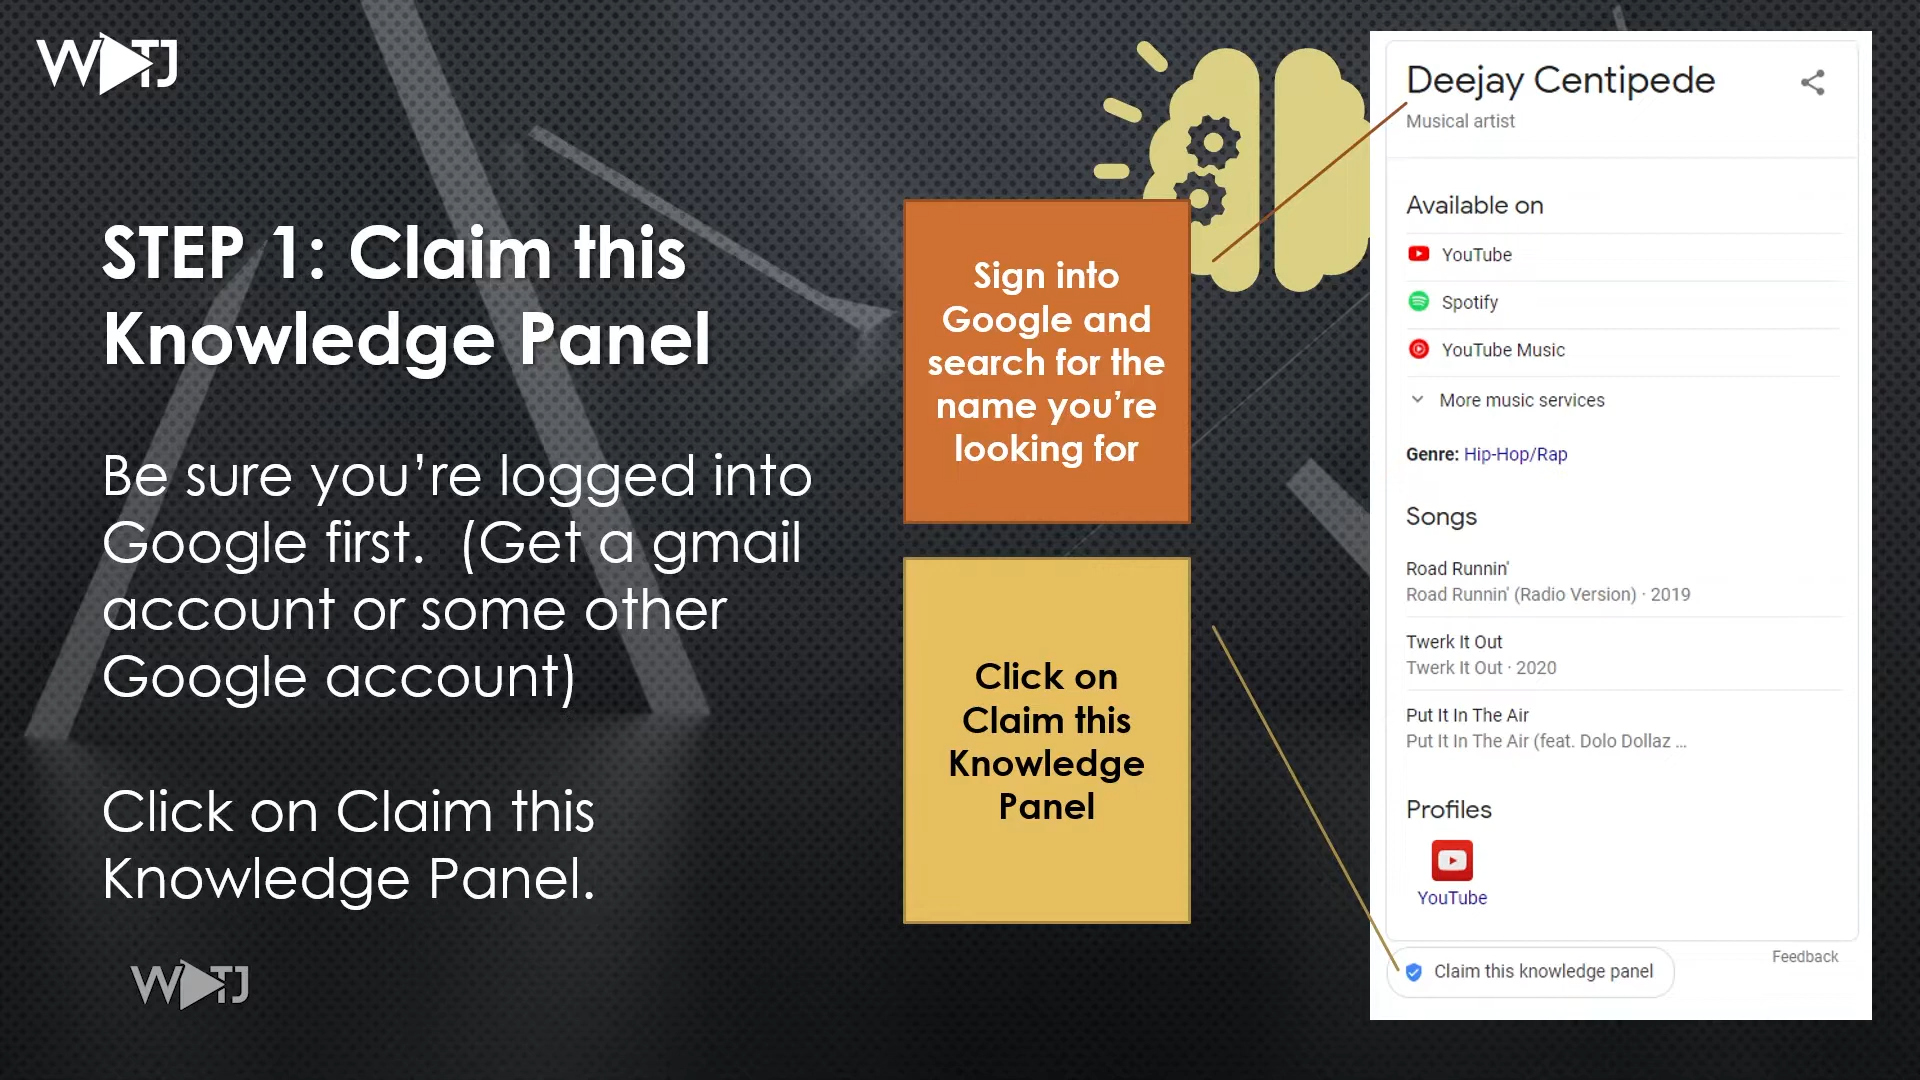 WTJ
STEP 1: Claim this
Knowledge Panel
Be sure you’re logged into
Google first.  (Get a gmail
account or some other
Google account)
Click on Claim this
Knowledge Panel.
WTJ
Sign into
Google and
search for the
name you’re
looking for
Click on
Claim this
Knowledge
Panel
Deejay Centipede
Musical artist
Available on
YouTube
Spotify
YouTube Music
More music services
Genre: Hip-Hop/Rap
Songs
Road Runnin'
Road Runnin' (Radio Version) · 2019
Twerk It Out
Twerk It Out · 2020
Put It In The Air
Put It In The Air (feat. Dolo Dollaz ...
Profiles
YouTube
Feedback
Claim this knowledge panel